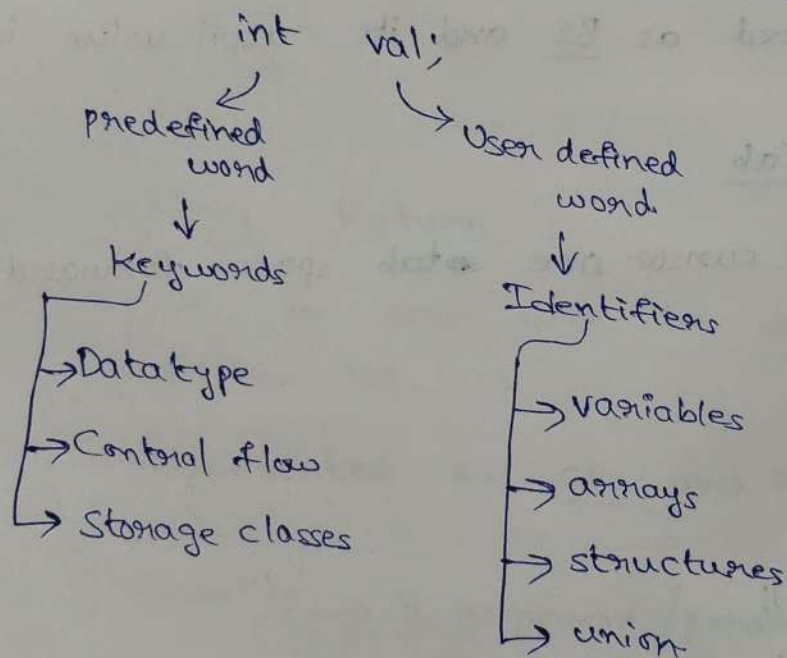 int val;
predefined
word
User defined
word
Keywords
Identifiers
Datatype
Control flow
Storage classes
variables
arrays
structures
union